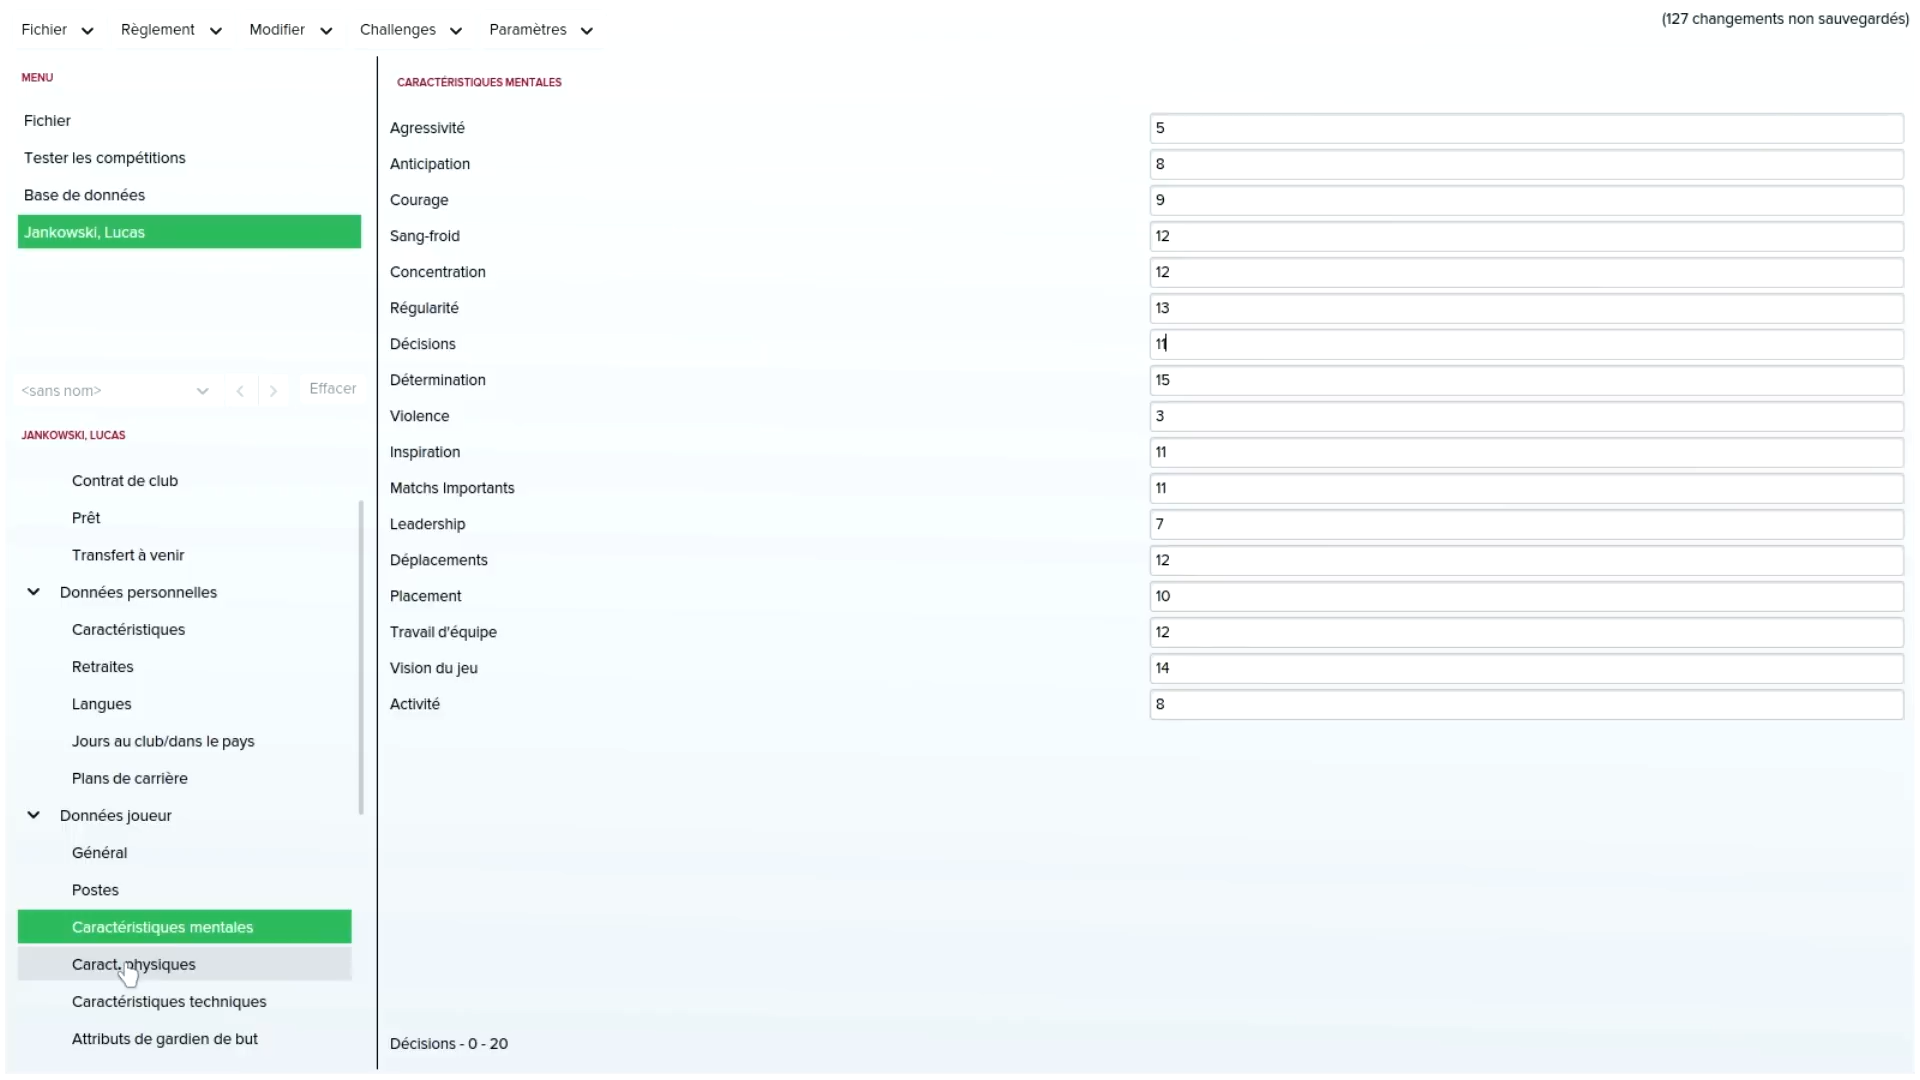 Fichier
Règlement
Modifier
Challenges
Paramètres
(127 changements non sauvegardés)
MENU
Fichier
Tester les compétitions
Base de données
Jankowski, Lucas
<sans nom>
Effacer
JANKOWSKI, LUCAS
Contrat de club
Prêt
Transfert à venir
Données personnelles
Caractéristiques
Retraites
Langues
Jours au club/dans le pays
Plans de carrière
Données joueur
Général
Postes
Caractéristiques mentales
Caract. physiques
Caractéristiques techniques
Attributs de gardien de but
CARACTÉRISTIQUES MENTALES
Agressivité 5
Anticipation 8
Courage 9
Sang-froid 12
Concentration 12
Régularité 13
Décisions 11
Détermination 15
Violence 3
Inspiration 11
Matchs Importants 11
Leadership 7
Déplacements 12
Placement 10
Travail d'équipe 12
Vision du jeu 14
Activité 8
Décisions - 0 - 20